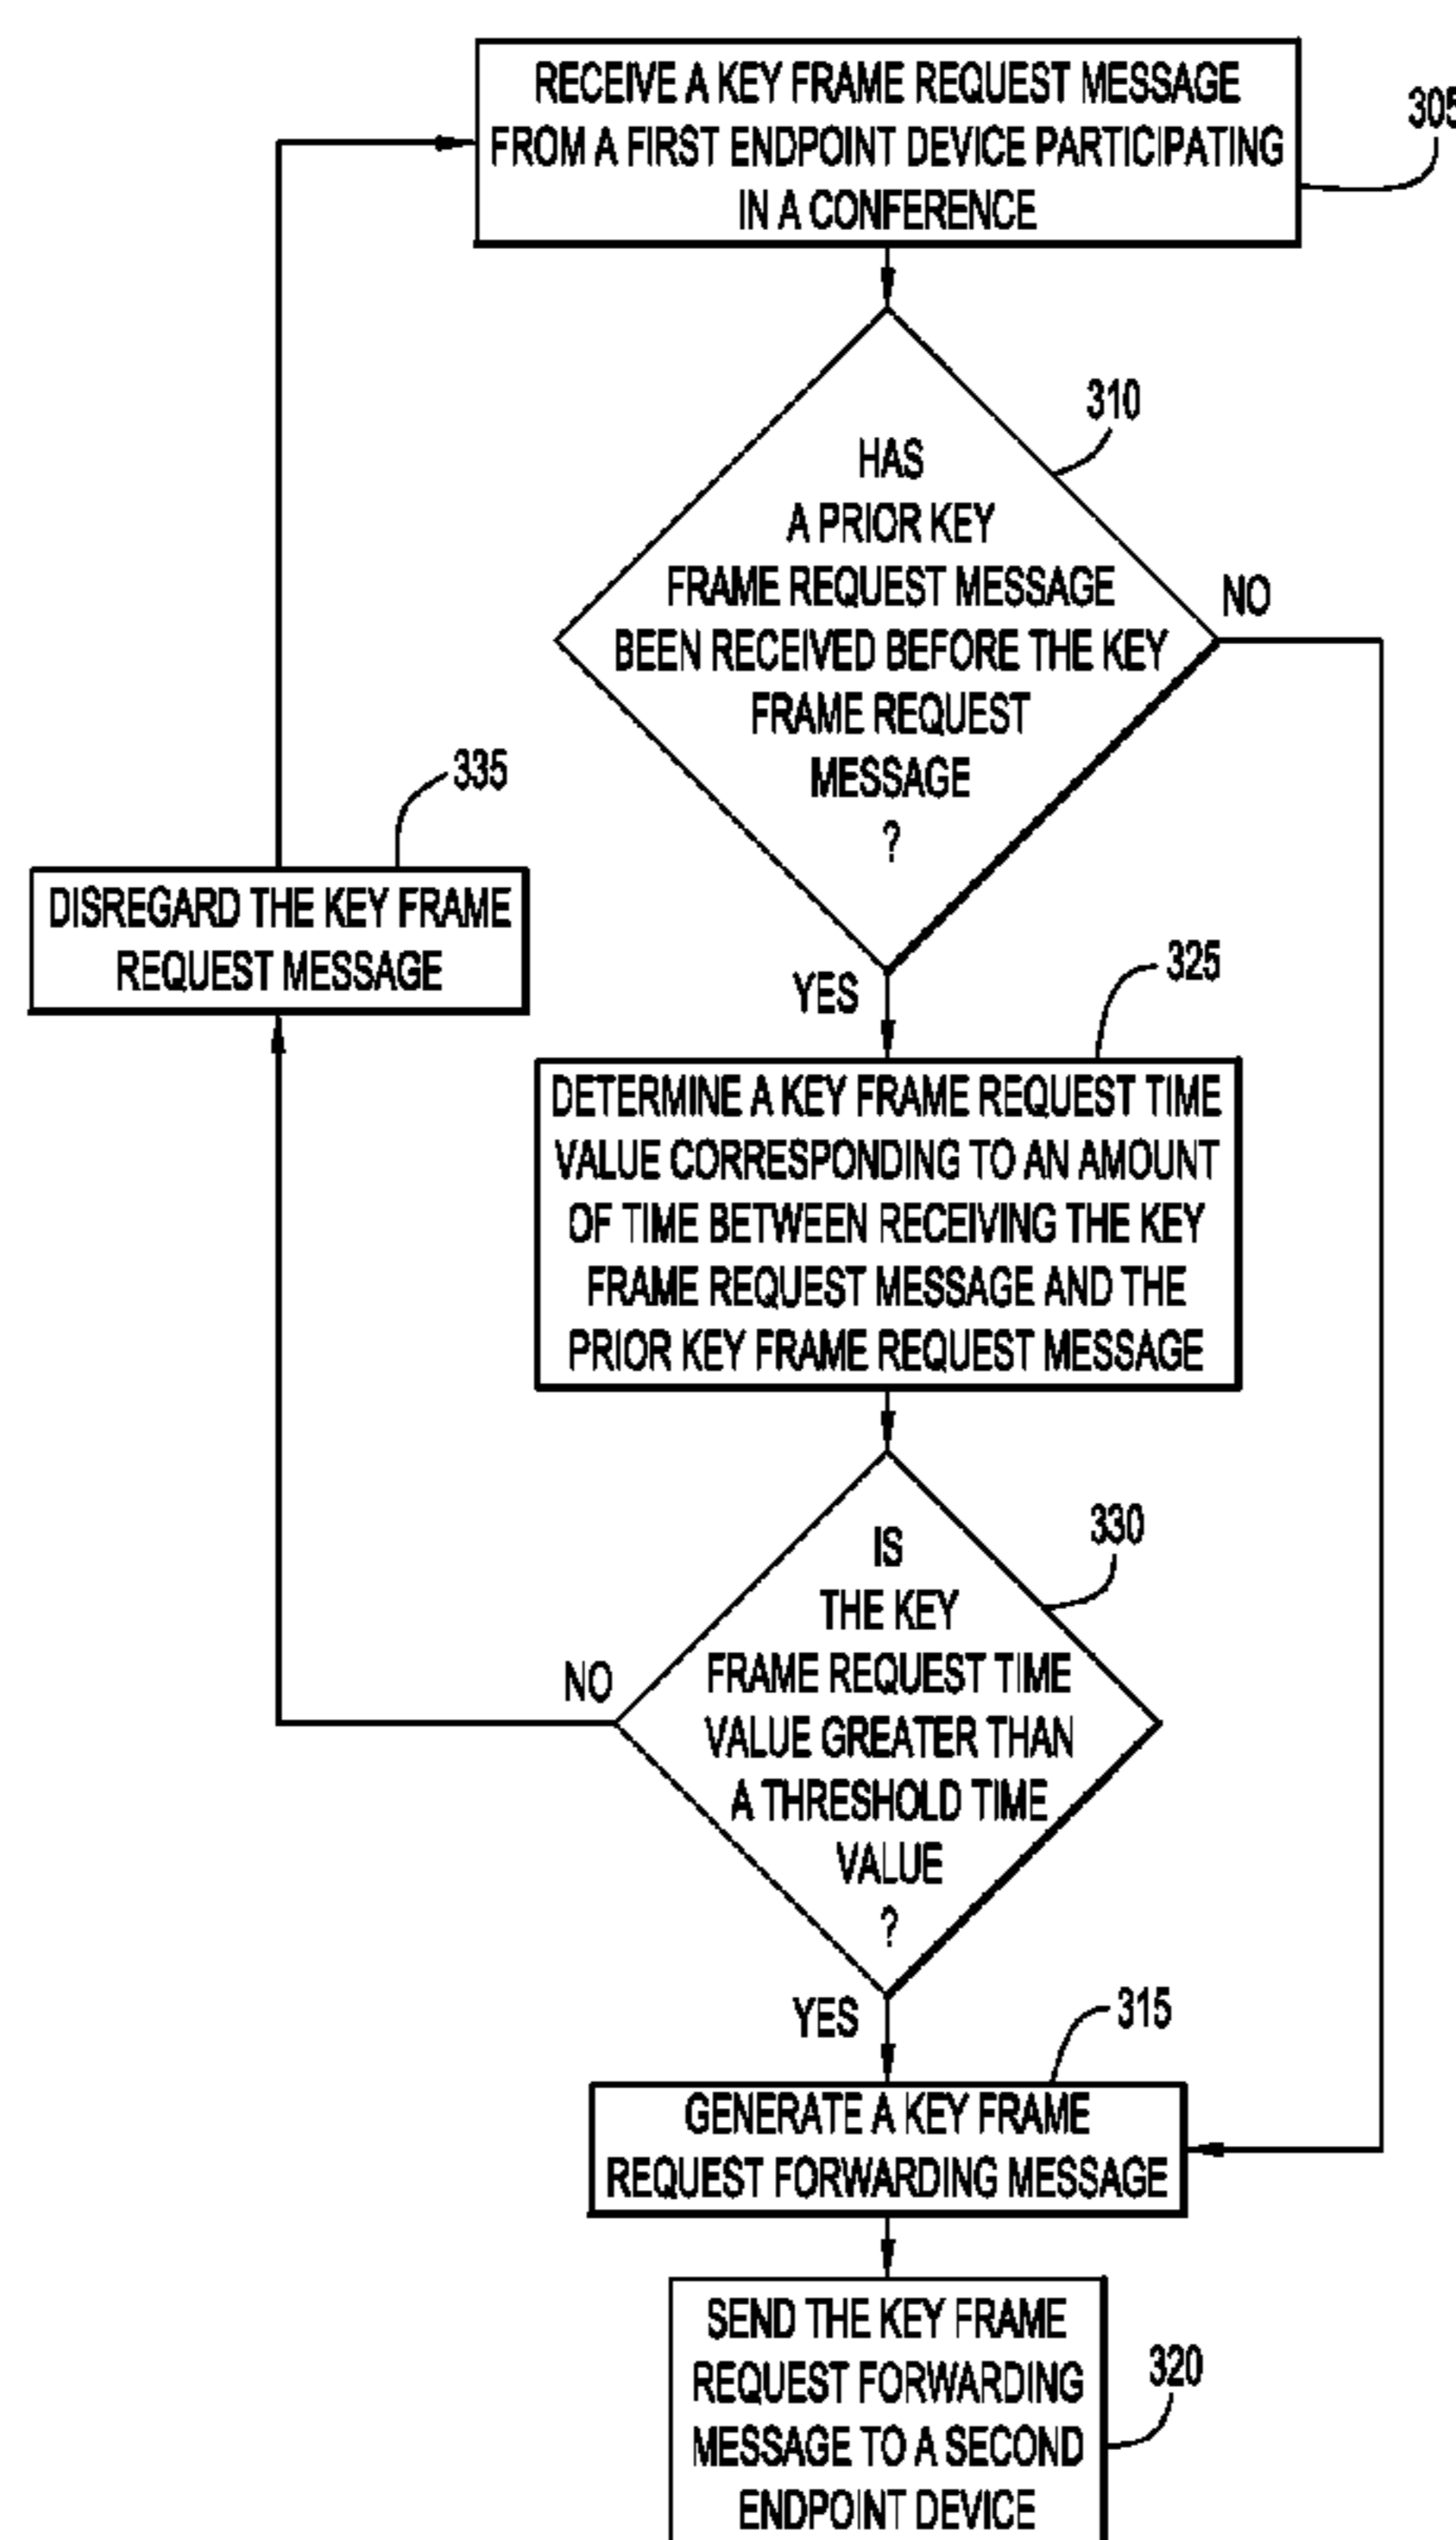 RECEIVE A KEY FRAME REQUEST MESSAGE
FROM A FIRST ENDPOINT DEVICE PARTICIPATING
IN A CONFERENCE
305
310
HAS
A PRIOR KEY
FRAME REQUEST MESSAGE
BEEN RECEIVED BEFORE THE KEY
FRAME REQUEST
MESSAGE
?
NO
YES
335
DISREGARD THE KEY FRAME
REQUEST MESSAGE
325
DETERMINE A KEY FRAME REQUEST TIME
VALUE CORRESPONDING TO AN AMOUNT
OF TIME BETWEEN RECEIVING THE KEY
FRAME REQUEST MESSAGE AND THE
PRIOR KEY FRAME REQUEST MESSAGE
330
IS
THE KEY
FRAME REQUEST TIME
VALUE GREATER THAN
A THRESHOLD TIME
VALUE
?
NO
YES
315
GENERATE A KEY FRAME
REQUEST FORWARDING MESSAGE
SEND THE KEY FRAME
REQUEST FORWARDING
MESSAGE TO A SECOND
ENDPOINT DEVICE
320